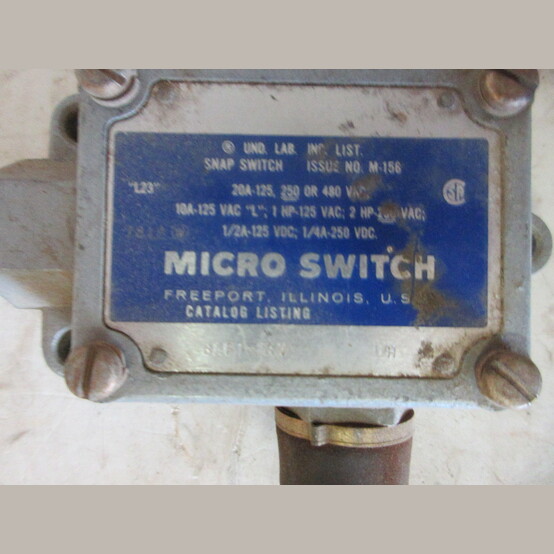 UND. LAB. INC. LIST.
SNAP SWITCH ISSUE NO. M-156
"L23" 20A-125, 250 OR 480 VAC
10A-125 VAC "L"; 1 HP-125 VAC; 2 HP- VAC;
1/2A-125 VDC; 1/4A-250 VDC.
MICRO SWITCH
FREEPORT, ILLINOIS, U.S.
CATALOG LISTING